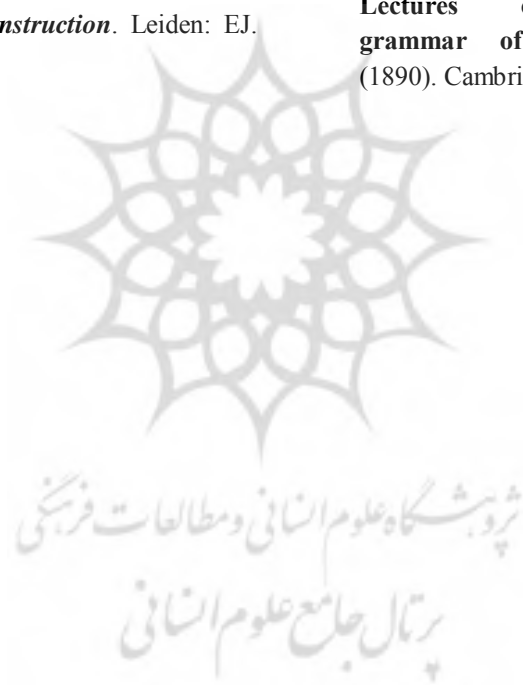 nstruction. Leiden: EJ.
Lectures
grammar of
(1890). Cambri
پژوهشگاه علوم انسانی و مطالعات فرهنگی
پرتال جامع علوم انسانی